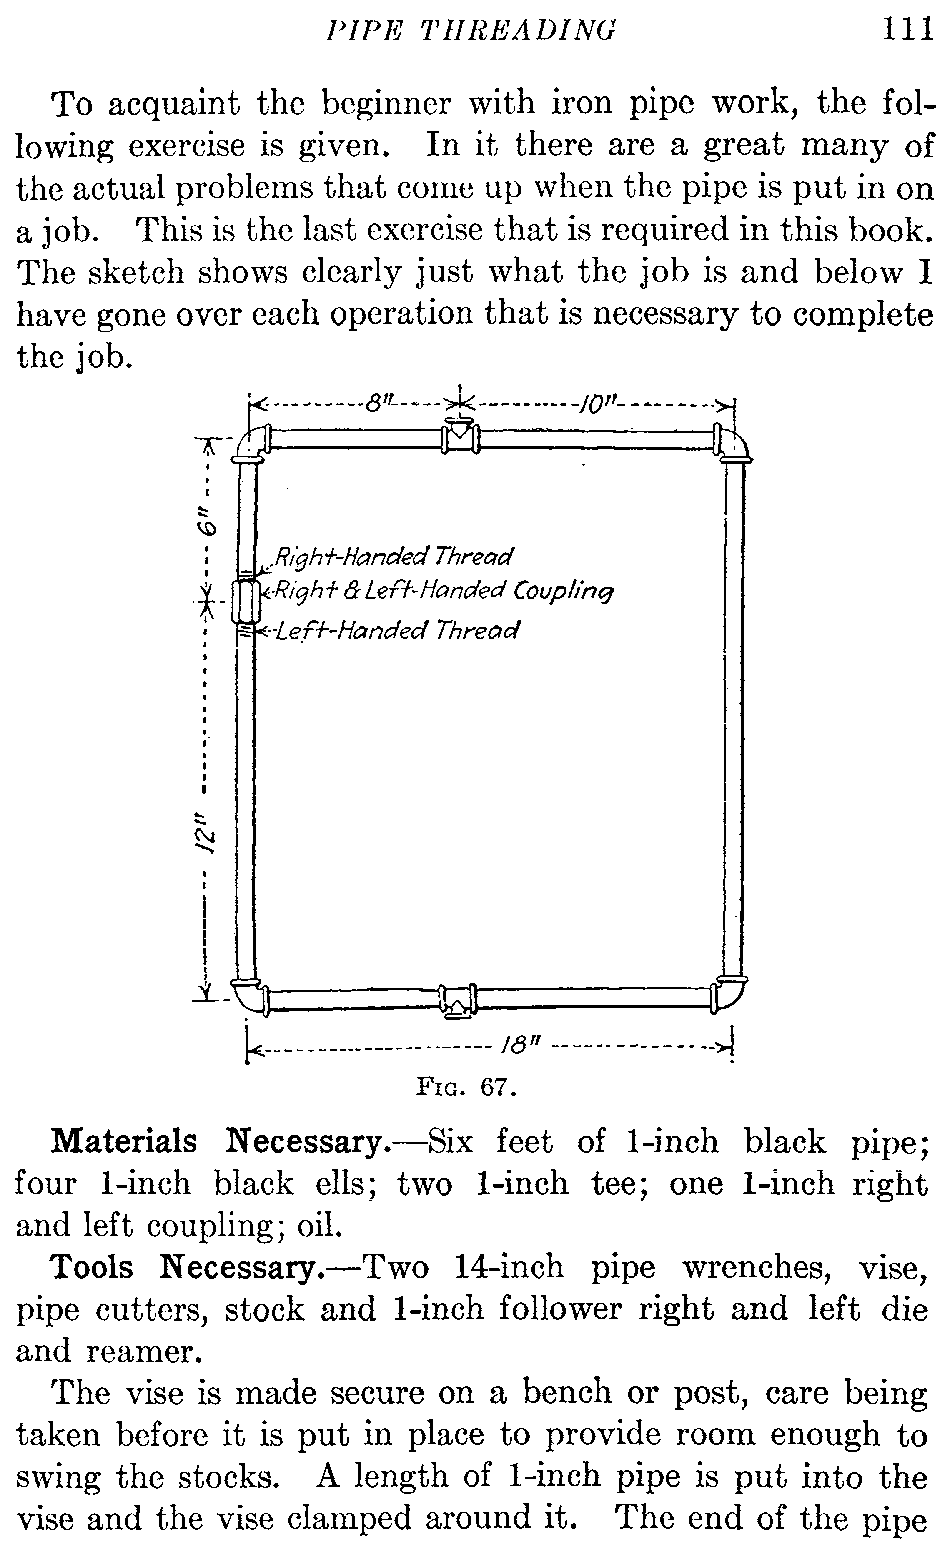 PIPE THREADING 111
To acquaint the beginner with iron pipe work, the fol-
lowing exercise is given. In it there are a great many of
the actual problems that come up when the pipe is put in on
a job. This is the last exercise that is required in this book.
The sketch shows clearly just what the job is and below I
have gone over each operation that is necessary to complete
the job.
8" 10"
6"
Right-Handed Thread
Right & Left-Handed Coupling
Left-Handed Thread
12"
18"
FIG. 67.
Materials Necessary.—Six feet of 1-inch black pipe;
four 1-inch black ells; two 1-inch tee; one 1-inch right
and left coupling; oil.
Tools Necessary.—Two 14-inch pipe wrenches, vise,
pipe cutters, stock and 1-inch follower right and left die
and reamer.
The vise is made secure on a bench or post, care being
taken before it is put in place to provide room enough to
swing the stocks. A length of 1-inch pipe is put into the
vise and the vise clamped around it. The end of the pipe